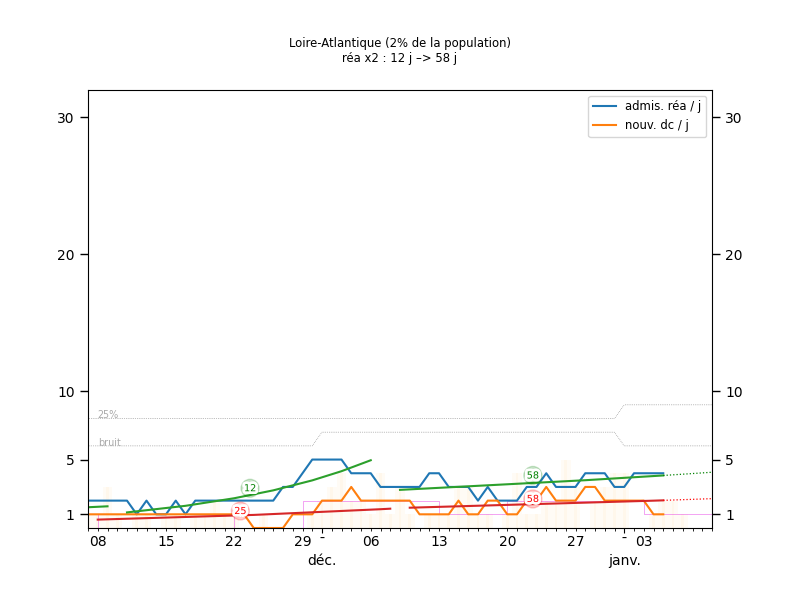 Loire-Atlantique (2% de la population)
réa x2 : 12 j –> 58 j
admis. réa / j
nouv. dc / j
30 30
20 20
10 10
25%
bruit
5 5
12 58
25 58
1 1
08 15 22 29 - 06 13 20 27 - 03
déc. janv.